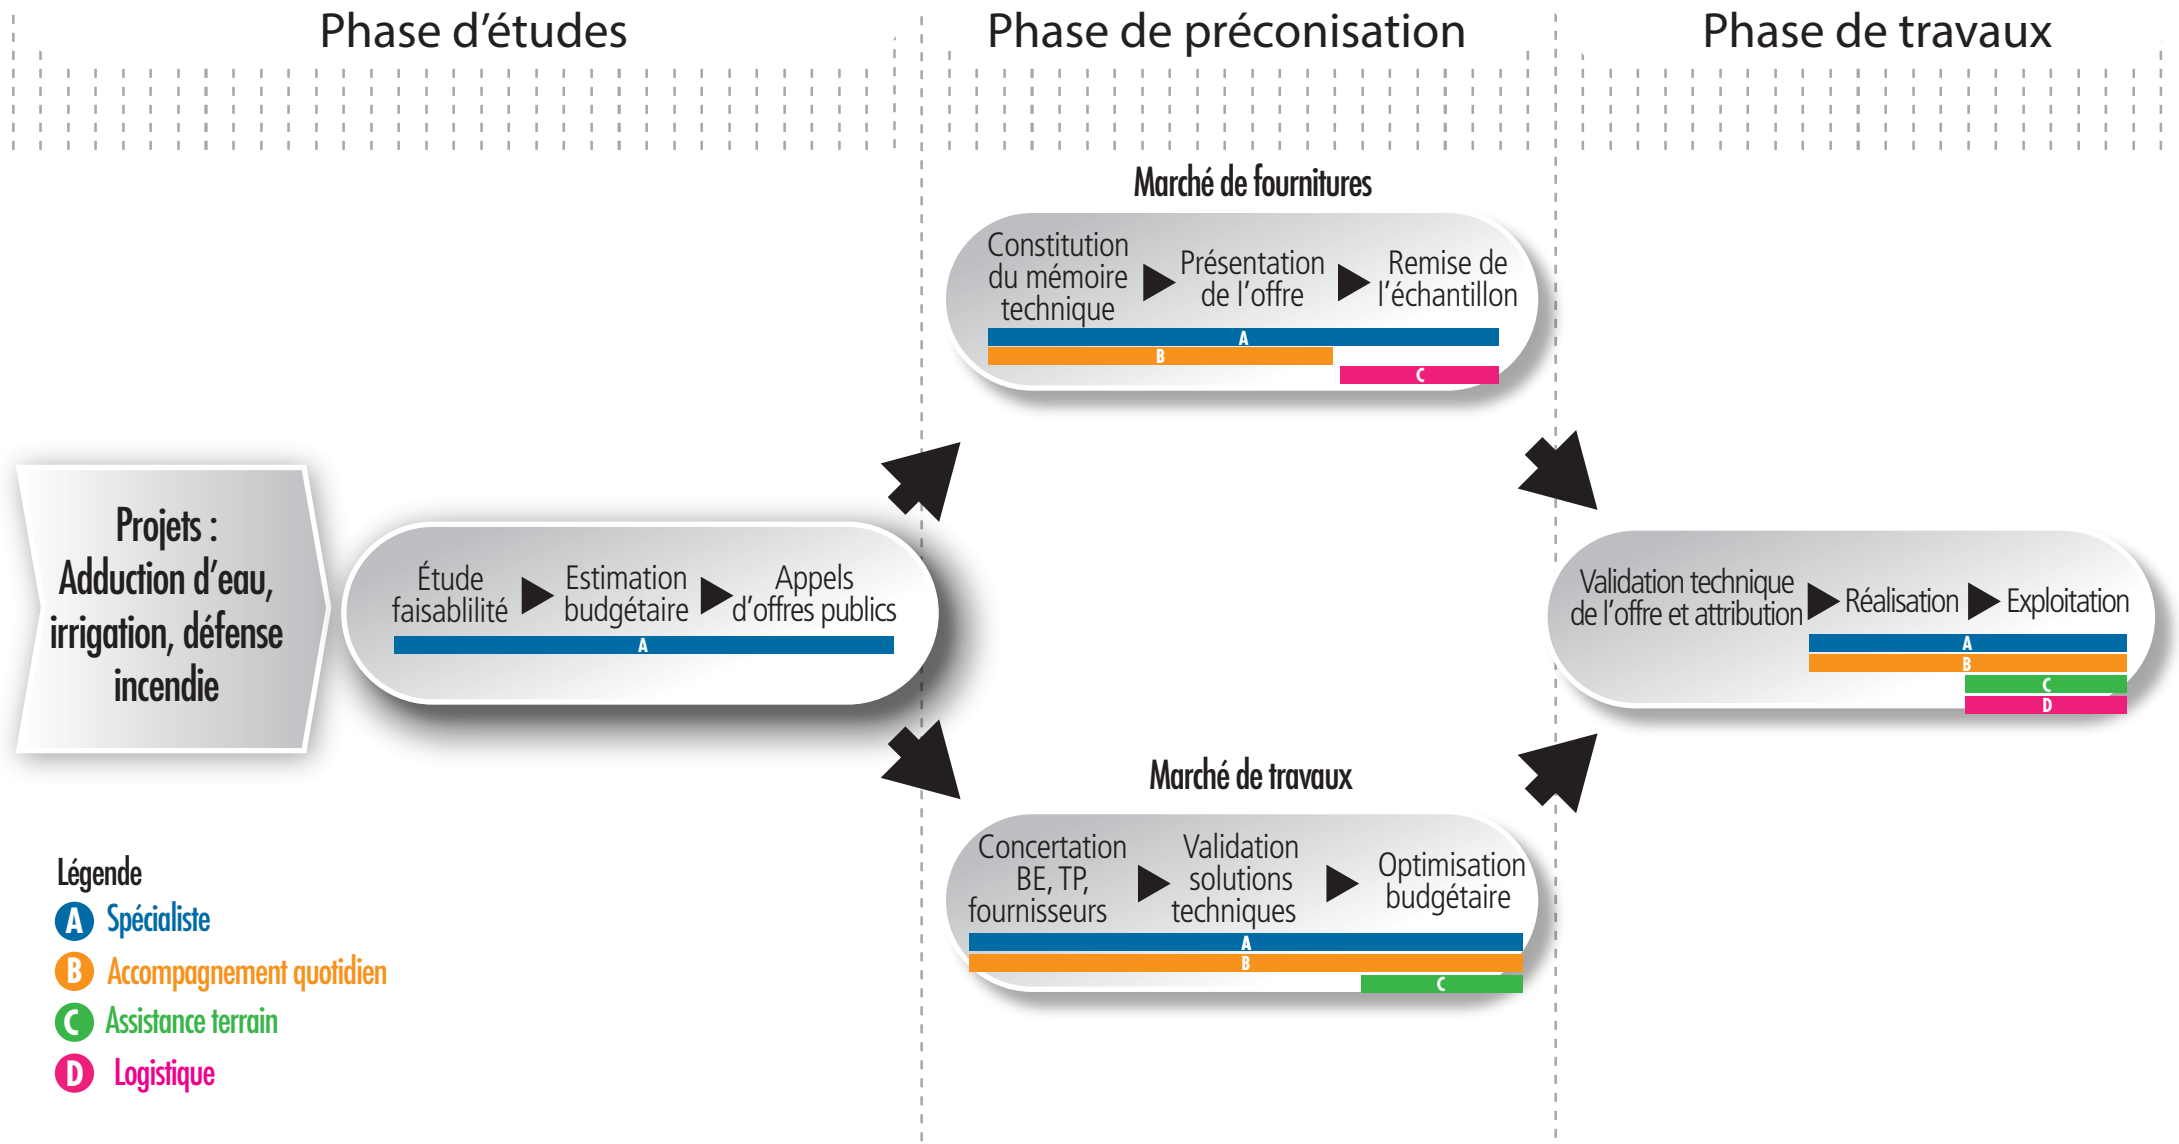 Phase d'études
Phase de préconisation
Phase de travaux
Marché de fournitures
Constitution
du mémoire
technique
Présentation
de l'offre
Remise de
l'échantillon
A
B
C
Projets :
Adduction d'eau,
irrigation, défense
incendie
Étude
faisablilité
Estimation
budgétaire
Appels
d'offres publics
A
Validation technique
de l'offre et attribution
Réalisation
Exploitation
A
B
C
D
Marché de travaux
Concertation
BE, TP,
fournisseurs
Validation
solutions
techniques
Optimisation
budgétaire
A
B
C
Légende
A Spécialiste
B Accompagnement quotidien
C Assistance terrain
D Logistique